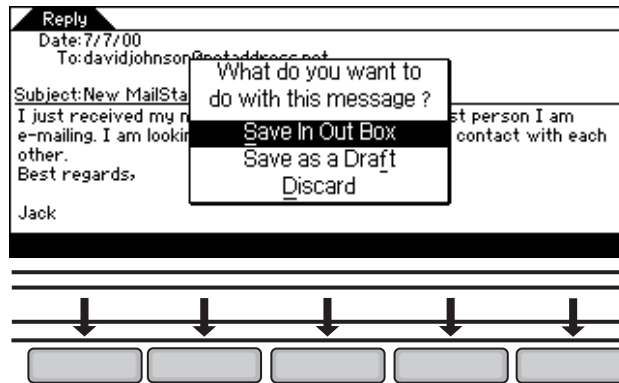 Reply
Date:7/7/00
To:davidjohnson@netaddress.net
What do you want to
do with this message ?
Subject:New MailSta
I just received my n st person I am
Save In Out Box
e-mailing. I am lookin contact with each
Save as a Draft
other.
Discard
Best regards,
Jack